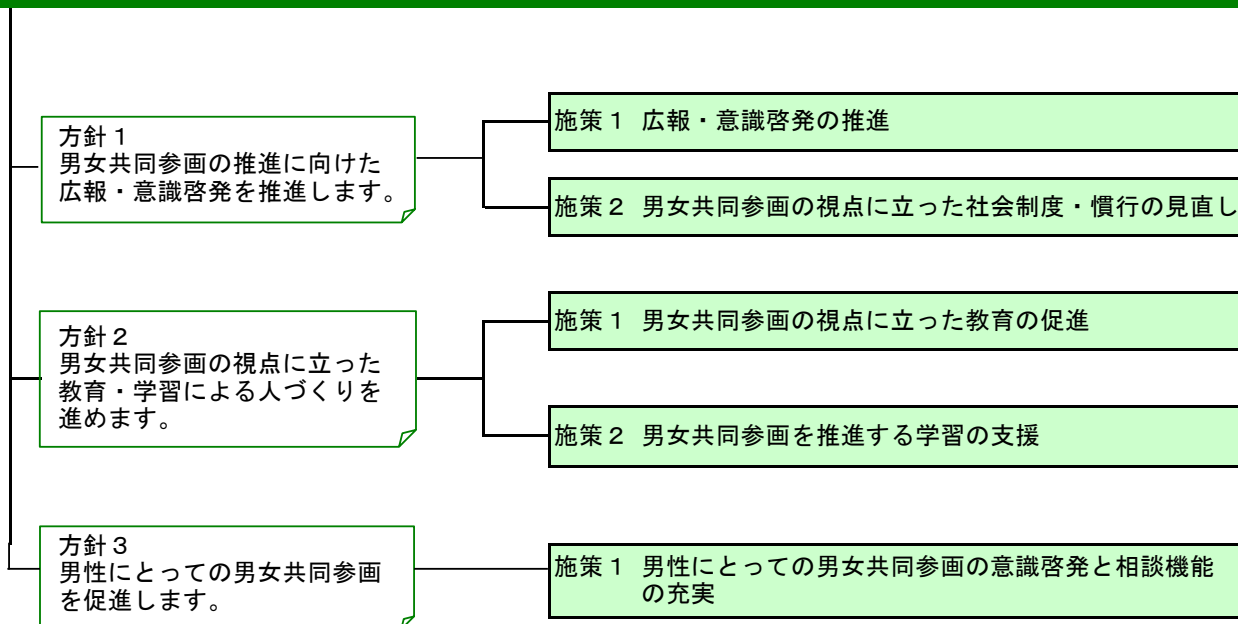 方針１
男女共同参画の推進に向けた
広報・意識啓発を推進します。
施策１ 広報・意識啓発の推進
施策２ 男女共同参画の視点に立った社会制度・慣行の見直し
方針２
男女共同参画の視点に立った
教育・学習による人づくりを
進めます。
施策１ 男女共同参画の視点に立った教育の促進
施策２ 男女共同参画を推進する学習の支援
方針３
男性にとっての男女共同参画
を促進します。
施策１ 男性にとっての男女共同参画の意識啓発と相談機能
の充実